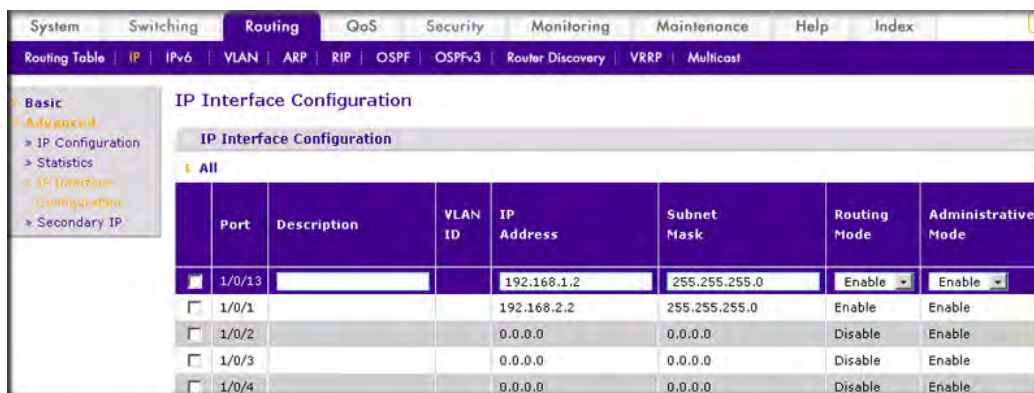 System Switching Routing QoS Security Monitoring Maintenance Help Index
Routing Table | IP | IPv6 | VLAN | ARP | RIP | OSPF | OSPFv3 | Router Discovery | VRRP | Multicast
Basic
Advanced
» IP Configuration
» Statistics
» IP Interface
Configuration
» Secondary IP
IP Interface Configuration
IP Interface Configuration
All
Port Description VLAN ID IP Address Subnet Mask Routing Mode Administrative Mode
1/0/13 192.168.1.2 255.255.255.0 Enable Enable
1/0/1 192.168.2.2 255.255.255.0 Enable Enable
1/0/2 0.0.0.0 0.0.0.0 Disable Enable
1/0/3 0.0.0.0 0.0.0.0 Disable Enable
1/0/4 0.0.0.0 0.0.0.0 Disable Enable